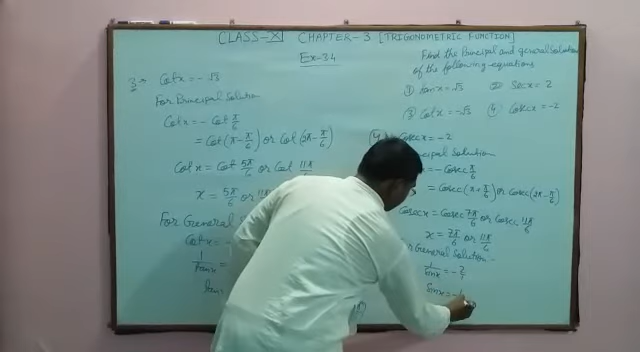 CLASS-XI CHAPTER-3 [TRIGONOMETRIC FUNCTION]
Ex-3.4
Find the Principal and general Solution
of the following equations
① tan x = √3 ② Sec x = 2
③ Cot x = -√3 ④ Cosec x = -2
3→ Cot x = -√3
For Principal Solution
Cot x = - Cot π/6
= Cot (π - π/6) or Cot (2π - π/6)
Cot x = Cot 5π/6 or Cot 11π/6
x = 5π/6 or 11π
For General S
Cot x = -
1/tan x =
tan
(4) Cosec x = -2
ncipal Solution
= - Cosec π/6
= Cosec (π + π/6) or Cosec (2π - π/6)
Cosec x = Cosec 7π/6 or Cosec 11π/6
x = 7π/6 or 11π/6
or General Solution -
1/Sin x = -2/1
Sin x = -1